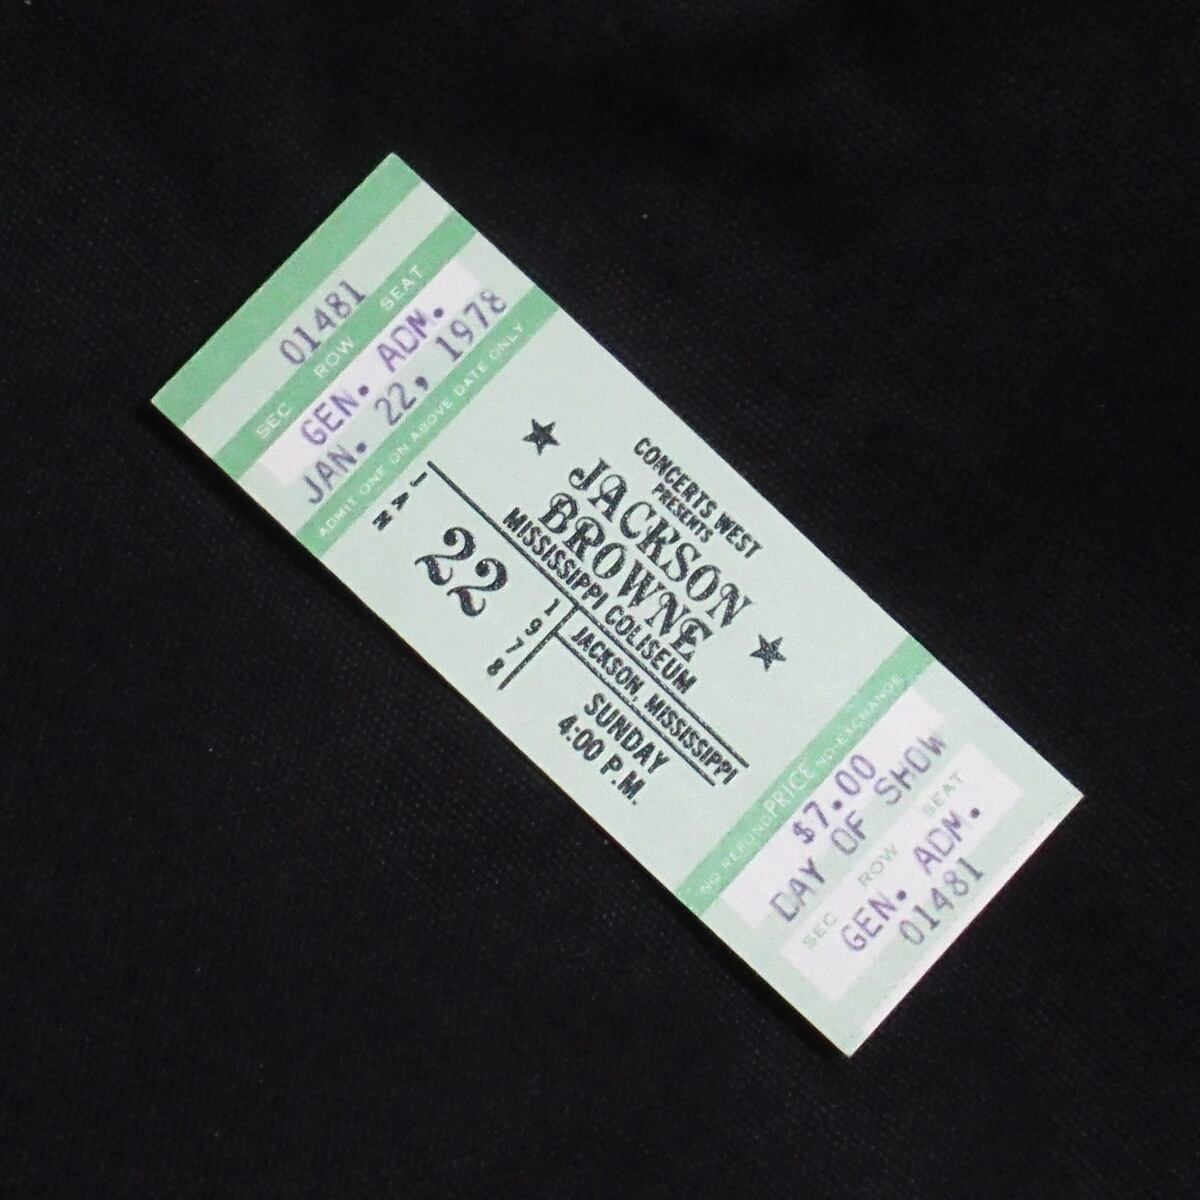 01481
SEC ROW SEAT
GEN. ADM.
JAN. 22, 1978
ADMIT ONE ON ABOVE DATE ONLY
CONCERTS WEST
PRESENTS
JACKSON
BROWNE
MISSISSIPPI COLISEUM
JACKSON, MISSISSIPPI
JAN
22
1978
SUNDAY
4:00 P.M.
NO REFUND PRICE NO EXCHANGE
$7.00
DAY OF SHOW
SEC ROW SEAT
GEN. ADM.
01481